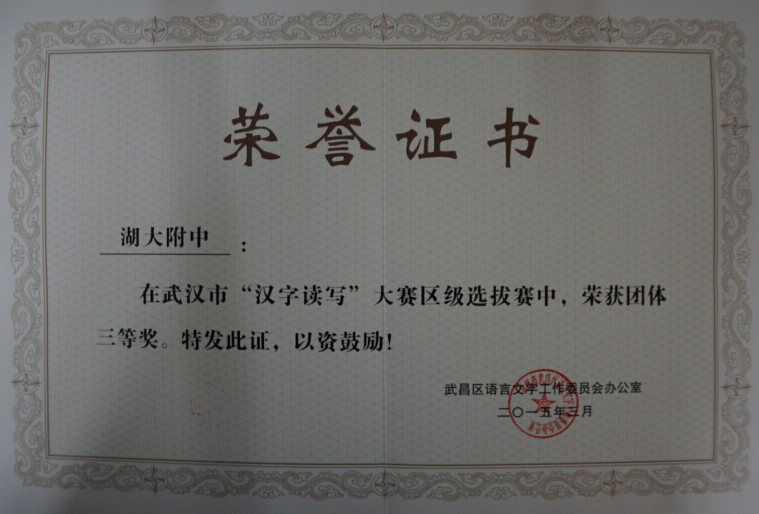 荣誉证书
湖大附中：
在武汉市“汉字读写”大赛区级选拔赛中，荣获团体
三等奖。特发此证，以资鼓励！
武昌区语言文字工作委员会办公室
二〇一五年三月